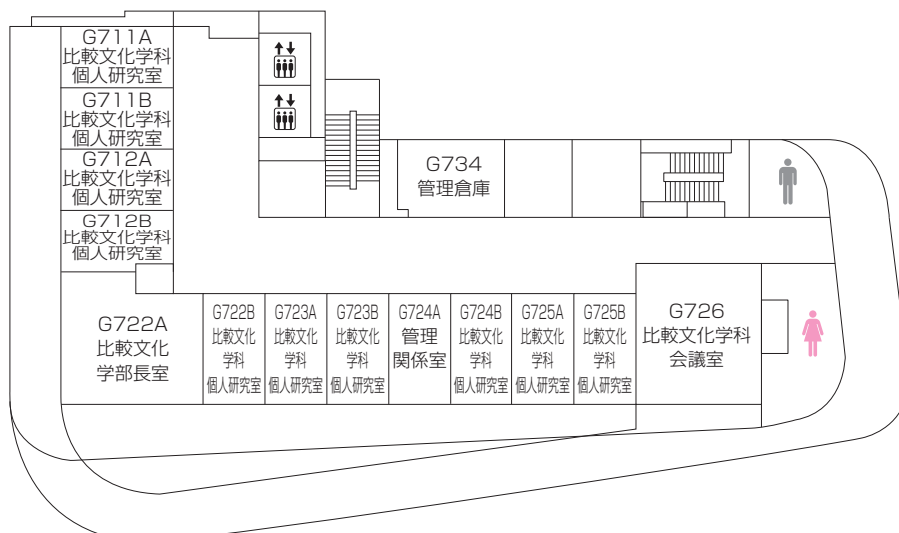 G711A
比較文化学科
個人研究室
G711B
比較文化学科
個人研究室
G712A
比較文化学科
個人研究室
G712B
比較文化学科
個人研究室
G734
管理倉庫
G722A
比較文化
学部長室
G722B
比較文化
学科
個人研究室
G723A
比較文化
学科
個人研究室
G723B
比較文化
学科
個人研究室
G724A
管理
関係室
G724B
比較文化
学科
個人研究室
G725A
比較文化
学科
個人研究室
G725B
比較文化
学科
個人研究室
G726
比較文化学科
会議室